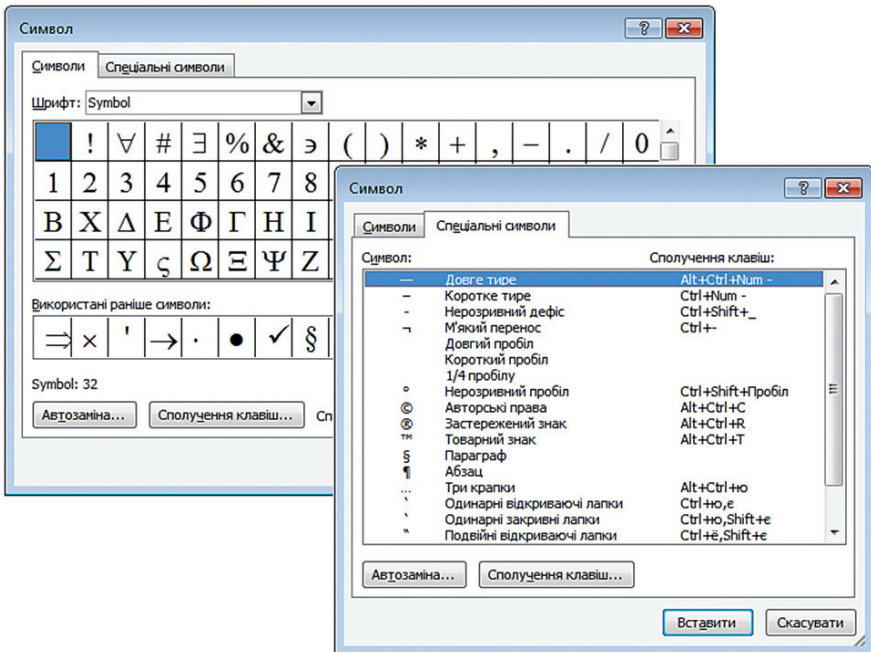 Символ
Символи Спеціальні символи
Шрифт: Symbol
! ∀ # ∃ % & ∍ ( ) * + , − . / 0
1 2 3 4 5 6 7 8
Β Χ Δ Ε Φ Γ Η Ι
Σ Τ Υ ς Ω Ξ Ψ Ζ
Використані раніше символи:
⇒ × ' → · ● ✓ §
Symbol: 32
Автозаміна... Сполучення клавіш... Сп
Символ
Символи Спеціальні символи
Символ: Сполучення клавіш:
— Довге тире Alt+Ctrl+Num -
– Коротке тире Ctrl+Num -
- Нерозривний дефіс Ctrl+Shift+_
¬ М'який перенос Ctrl+-
Довгий пробіл
Короткий пробіл
1/4 пробілу
° Нерозривний пробіл Ctrl+Shift+Пробіл
© Авторські права Alt+Ctrl+C
® Застережений знак Alt+Ctrl+R
™ Товарний знак Alt+Ctrl+T
§ Параграф
¶ Абзац
… Три крапки Alt+Ctrl+ю
‛ Одинарні відкриваючі лапки Ctrl+ю,є
‛ Одинарні закривні лапки Ctrl+ю,Shift+є
‟ Подвійні відкриваючі лапки Ctrl+ё,Shift+є
Автозаміна... Сполучення клавіш...
Вставити Скасувати